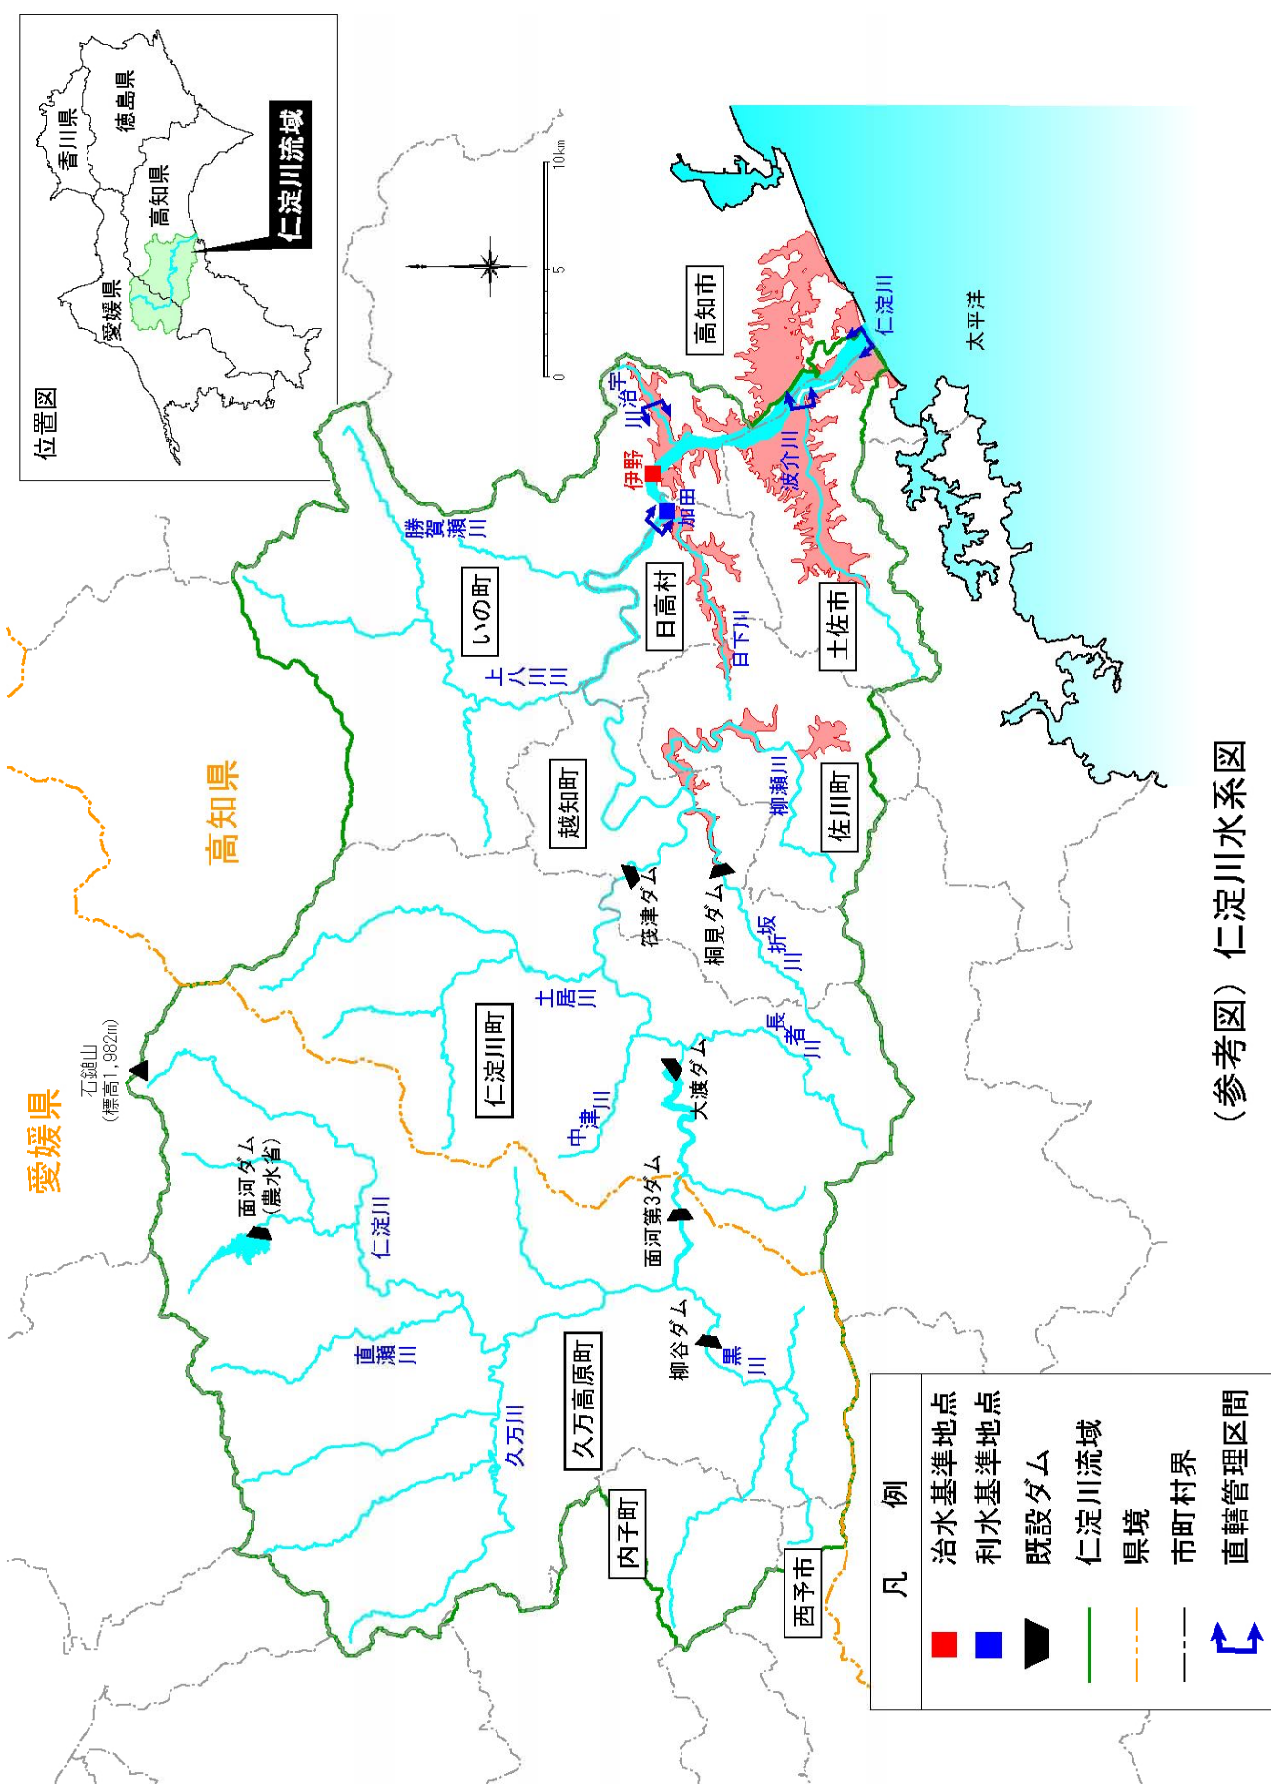 位置図
香川県
徳島県
愛媛県
高知県
仁淀川流域
愛媛県
高知県
石鎚山
(標高1,982m)
面河ダム
(農水省)
仁淀川
直瀬川
久万川
久万高原町
内子町
西予市
柳谷ダム
黒川
面河第3ダム
大渡ダム
中津川
仁淀川町
土居川
長者川
筏津ダム
桐見ダム
坂折川
越知町
柳瀬川
佐川町
上八川川
いの町
勝賀瀬川
日高村
日下川
土佐市
加田
伊野
宇治川
波介川
高知市
仁淀川
太平洋
0 5 10km
凡 例
治水基準地点
利水基準地点
既設ダム
仁淀川流域
県境
市町村界
直轄管理区間
(参考図) 仁淀川水系図